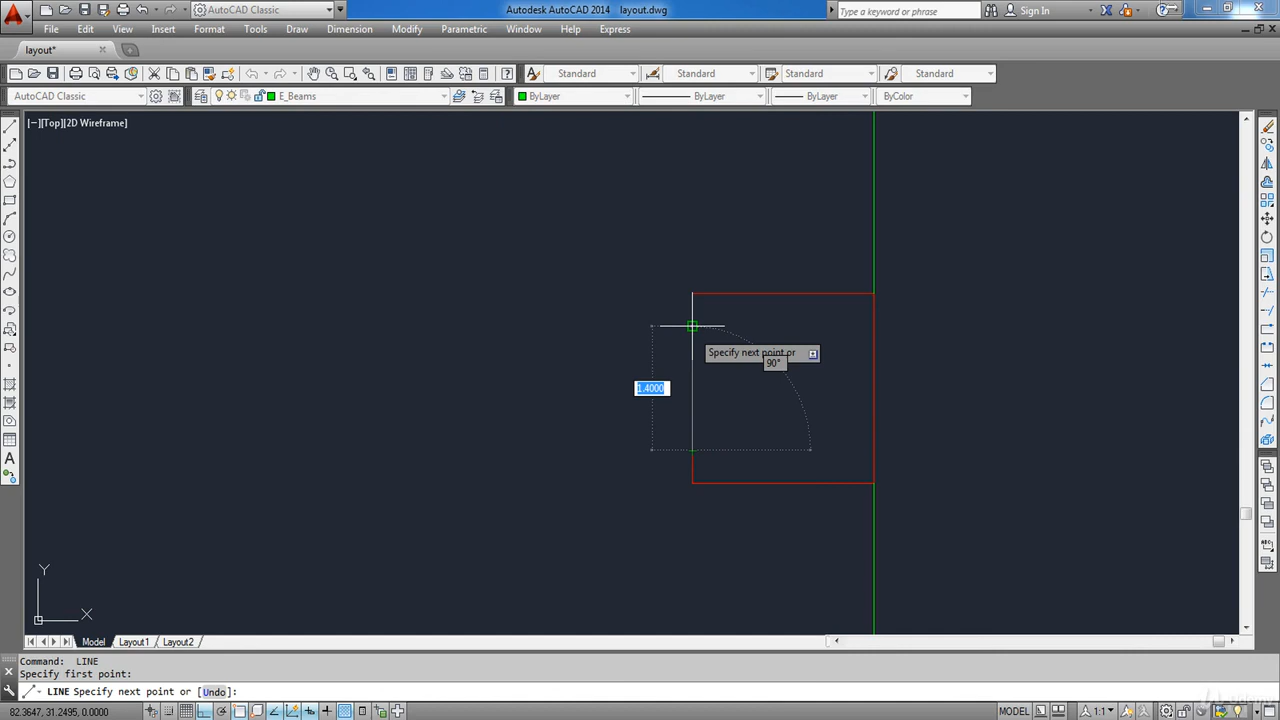 AutoCAD Classic
Autodesk AutoCAD 2014 layout.dwg
Type a keyword or phrase
Sign In
File Edit View Insert Format Tools Draw Dimension Modify Parametric Window Help Express
layout*
Standard Standard Standard Standard
AutoCAD Classic E_Beams ByLayer ByLayer ByLayer ByColor
[−][Top][2D Wireframe]
Specify next point or
90°
1.4000
Y
X
Model Layout1 Layout2
Command: LINE
Specify first point:
LINE Specify next point or [Undo]:
82.3647, 31.2495, 0.0000
MODEL 1:1